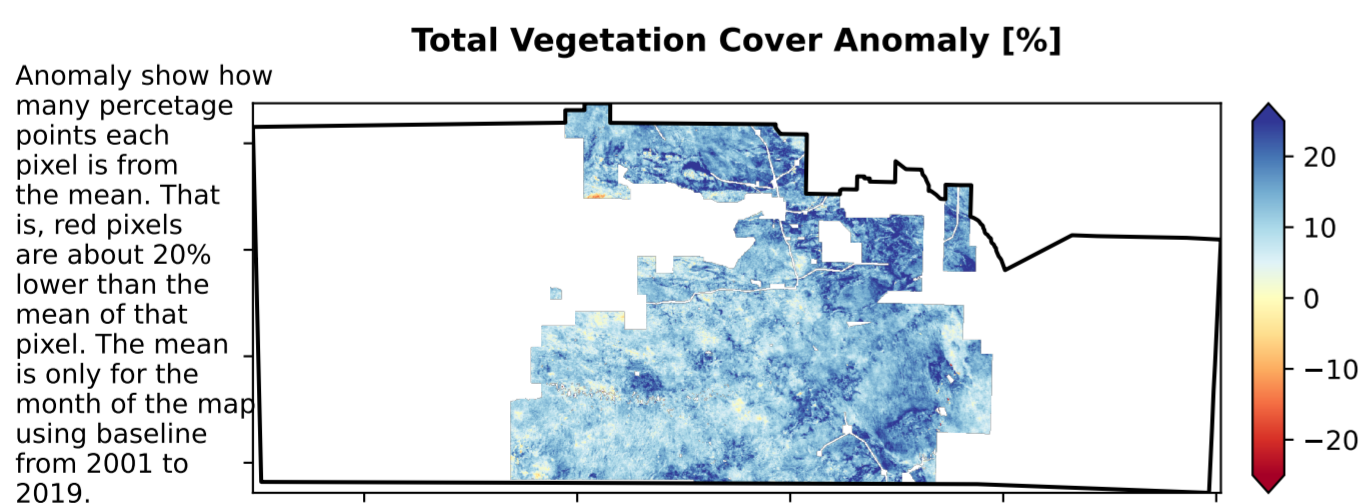 Total Vegetation Cover Anomaly [%]
Anomaly show how
many percetage
points each
pixel is from
the mean. That
is, red pixels
are about 20%
lower than the
mean of that
pixel. The mean
is only for the
month of the map
using baseline
from 2001 to
2019.
20
10
0
−10
−20